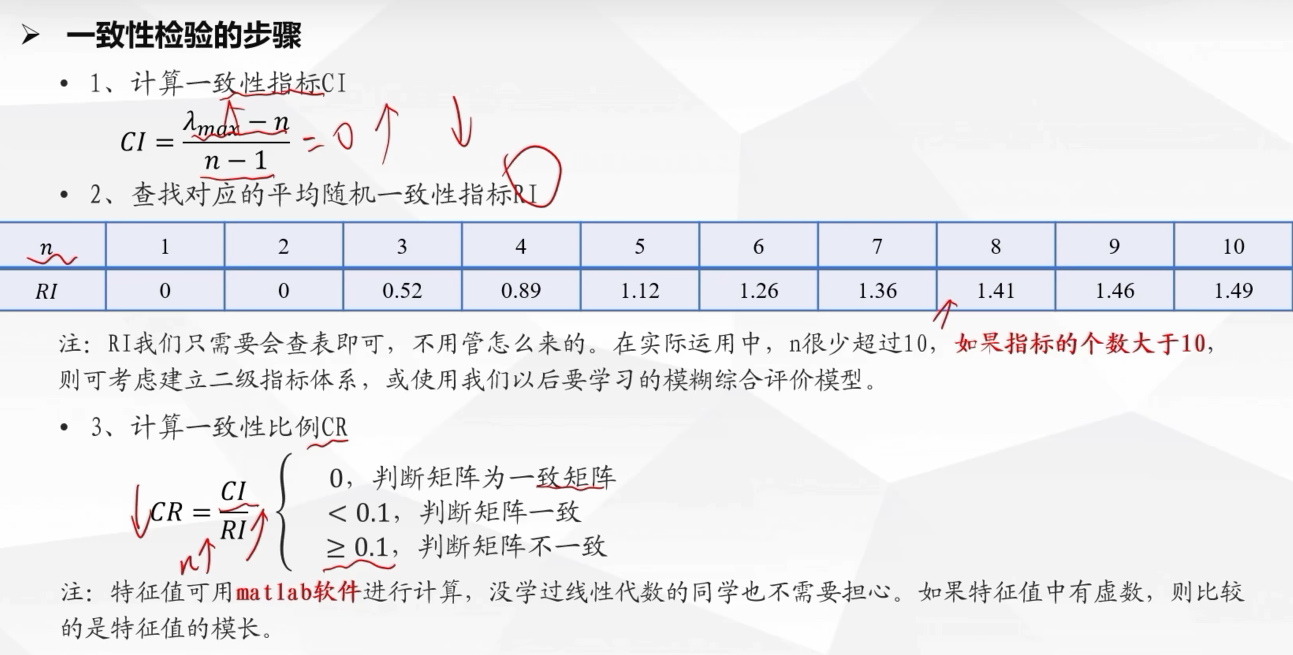 ➤ 一致性检验的步骤
• 1、计算一致性指标CI
CI = (λmax − n) / (n − 1) = 0 ↑ ↓
• 2、查找对应的平均随机一致性指标RI
n 1 2 3 4 5 6 7 8 9 10
RI 0 0 0.52 0.89 1.12 1.26 1.36 1.41 1.46 1.49
注：RI我们只需要会查表即可，不用管怎么来的。在实际运用中，n很少超过10，如果指标的个数大于10，
则可考虑建立二级指标体系，或使用我们以后要学习的模糊综合评价模型。
• 3、计算一致性比例CR
0，判断矩阵为一致矩阵
↓ CR = CI / RI { < 0.1，判断矩阵一致
n↑ ≥ 0.1，判断矩阵不一致
注：特征值可用matlab软件进行计算，没学过线性代数的同学也不需要担心。如果特征值中有虚数，则比较
的是特征值的模长。